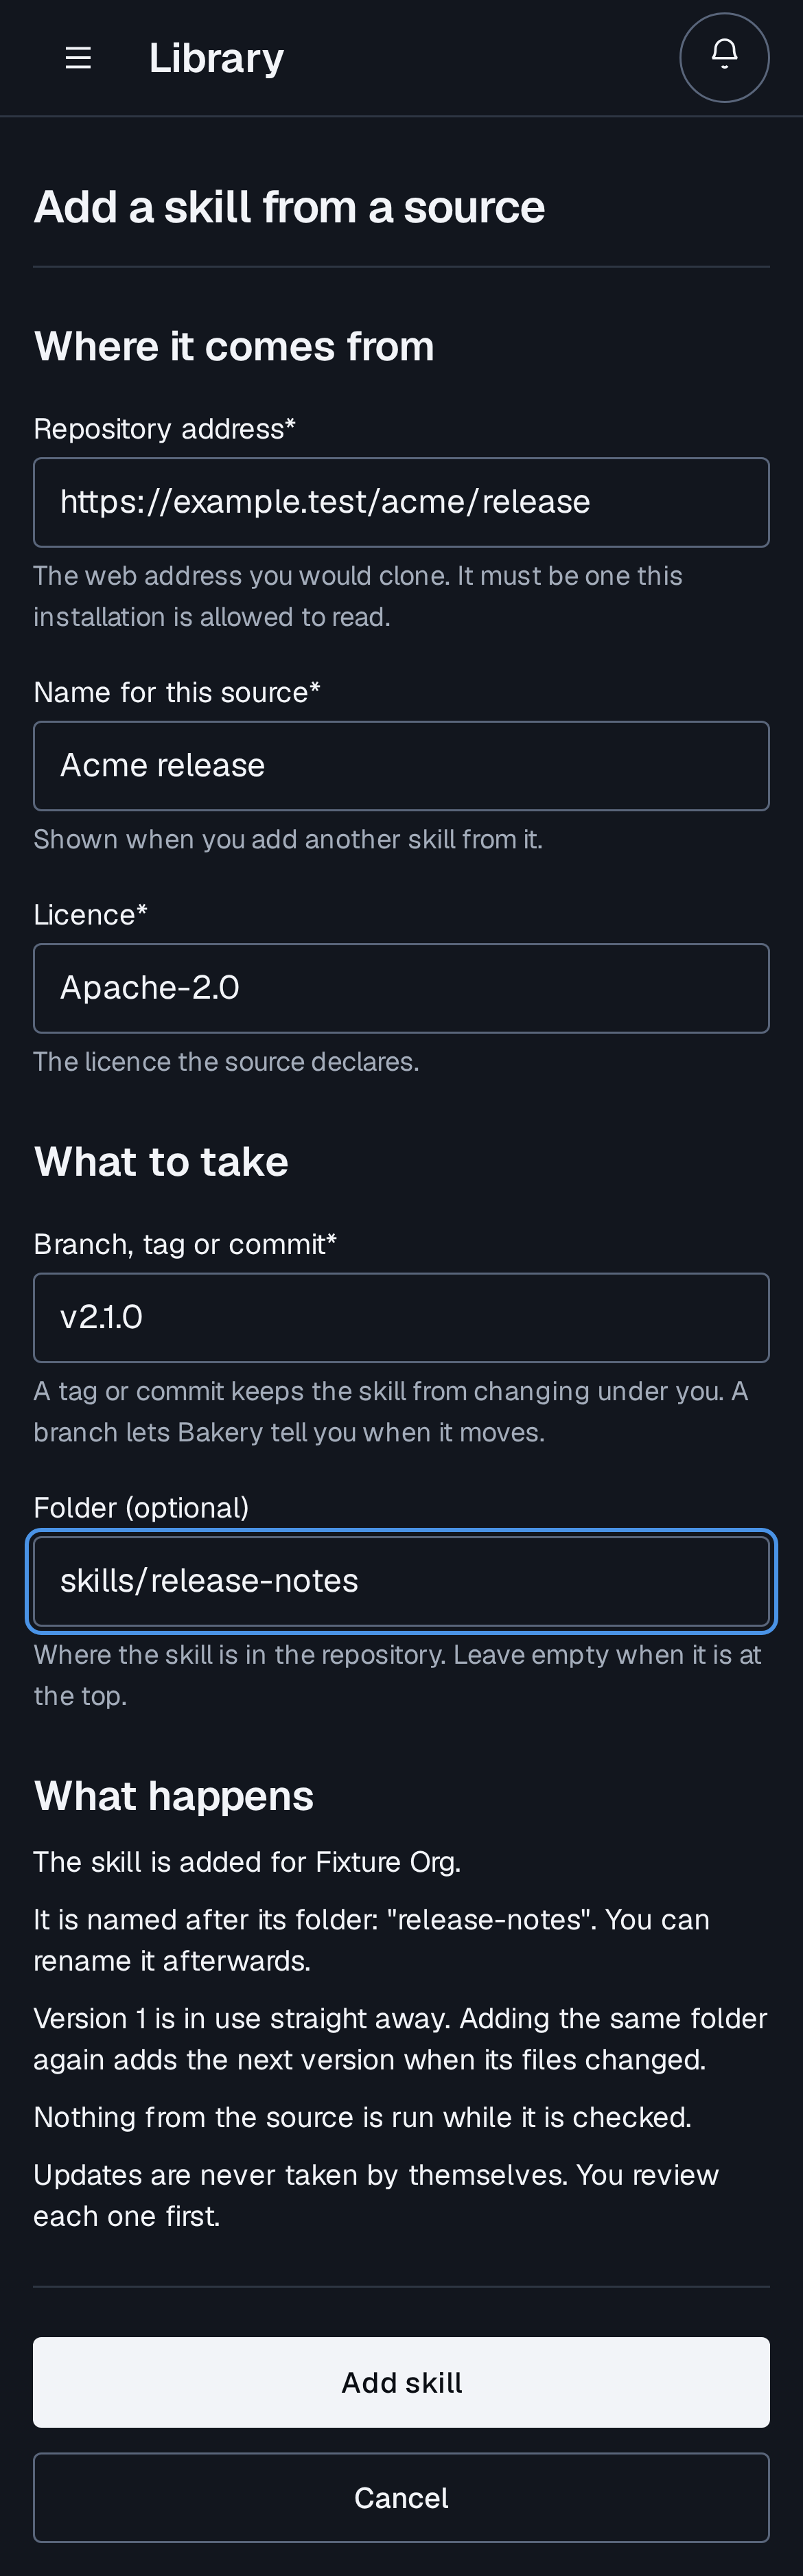 Library
Add a skill from a source
Where it comes from
Repository address*
https://example.test/acme/release
The web address you would clone. It must be one this
installation is allowed to read.
Name for this source*
Acme release
Shown when you add another skill from it.
Licence*
Apache-2.0
The licence the source declares.
What to take
Branch, tag or commit*
v2.1.0
A tag or commit keeps the skill from changing under you. A
branch lets Bakery tell you when it moves.
Folder (optional)
skills/release-notes
Where the skill is in the repository. Leave empty when it is at
the top.
What happens
The skill is added for Fixture Org.
It is named after its folder: "release-notes". You can
rename it afterwards.
Version 1 is in use straight away. Adding the same folder
again adds the next version when its files changed.
Nothing from the source is run while it is checked.
Updates are never taken by themselves. You review
each one first.
Add skill
Cancel